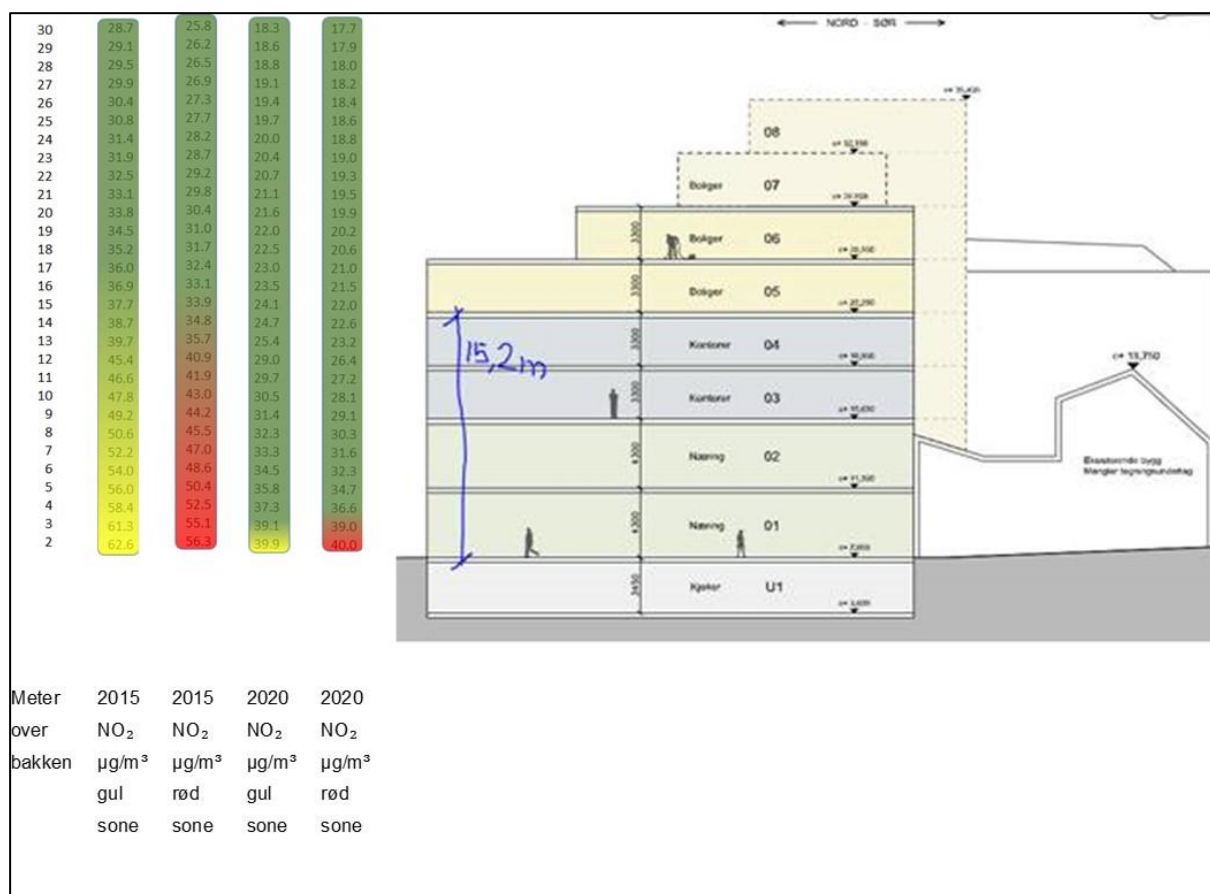 NORD - SØR
30 28.7 25.8 18.3 17.7
29 29.1 26.2 18.6 17.9
28 29.5 26.5 18.8 18.0
27 29.9 26.9 19.1 18.2
26 30.4 27.3 19.4 18.4
25 30.8 27.7 19.7 18.6
24 31.4 28.2 20.0 18.8
23 31.9 28.7 20.4 19.0
22 32.5 29.2 20.7 19.3
21 33.1 29.8 21.1 19.5
20 33.8 30.4 21.6 19.9
19 34.5 31.0 22.0 20.2
18 35.2 31.7 22.5 20.6
17 36.0 32.4 23.0 21.0
16 36.9 33.1 23.5 21.5
15 37.7 33.9 24.1 22.0
14 38.7 34.8 24.7 22.6
13 39.7 35.7 25.4 23.2
12 45.4 40.9 29.0 26.4
11 46.6 41.9 29.7 27.2
10 47.8 43.0 30.5 28.1
9 49.2 44.2 31.4 29.1
8 50.6 45.5 32.3 30.3
7 52.2 47.0 33.3 31.6
6 54.0 48.6 34.5 32.3
5 56.0 50.4 35.8 34.7
4 58.4 52.5 37.3 36.6
3 61.3 55.1 39.1 39.0
2 62.6 56.3 39.9 40.0
08
Boliger 07
3300 Boliger 06
3300 Boliger 05
15,2m
3300 Kontorer 04
3300 Kontorer 03
4300 Næring 02
4300 Næring 01
3450 Kjeller U1
c+ 18,750
Eksisterende bygg
Mangler tegningsunderlag
Meter 2015 2015 2020 2020
over NO₂ NO₂ NO₂ NO₂
bakken µg/m³ µg/m³ µg/m³ µg/m³
gul rød gul rød
sone sone sone sone